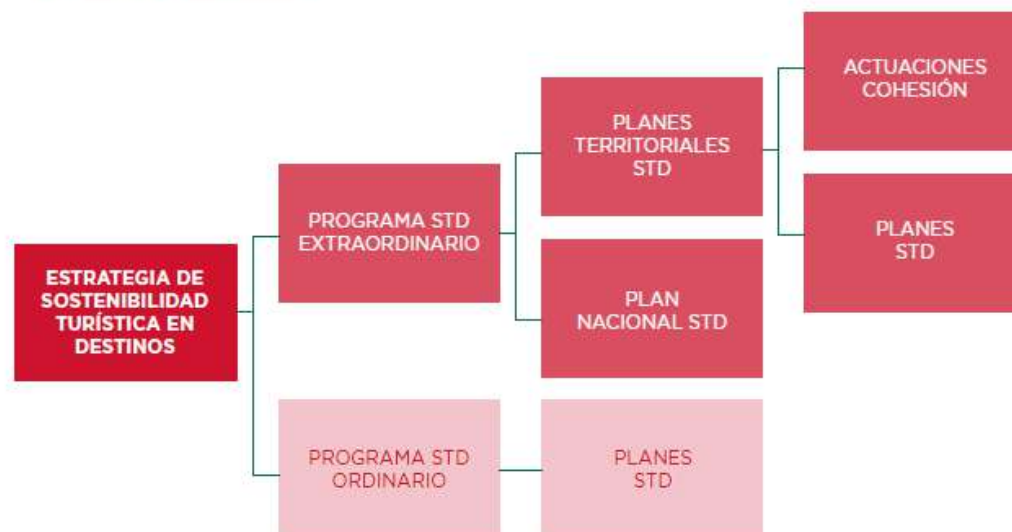 ESTRATEGIA DE
SOSTENIBILIDAD
TURÍSTICA EN
DESTINOS
PROGRAMA STD
EXTRAORDINARIO
PLANES
TERRITORIALES
STD
ACTUACIONES
COHESIÓN
PLANES
STD
PLAN
NACIONAL STD
PROGRAMA STD
ORDINARIO
PLANES
STD